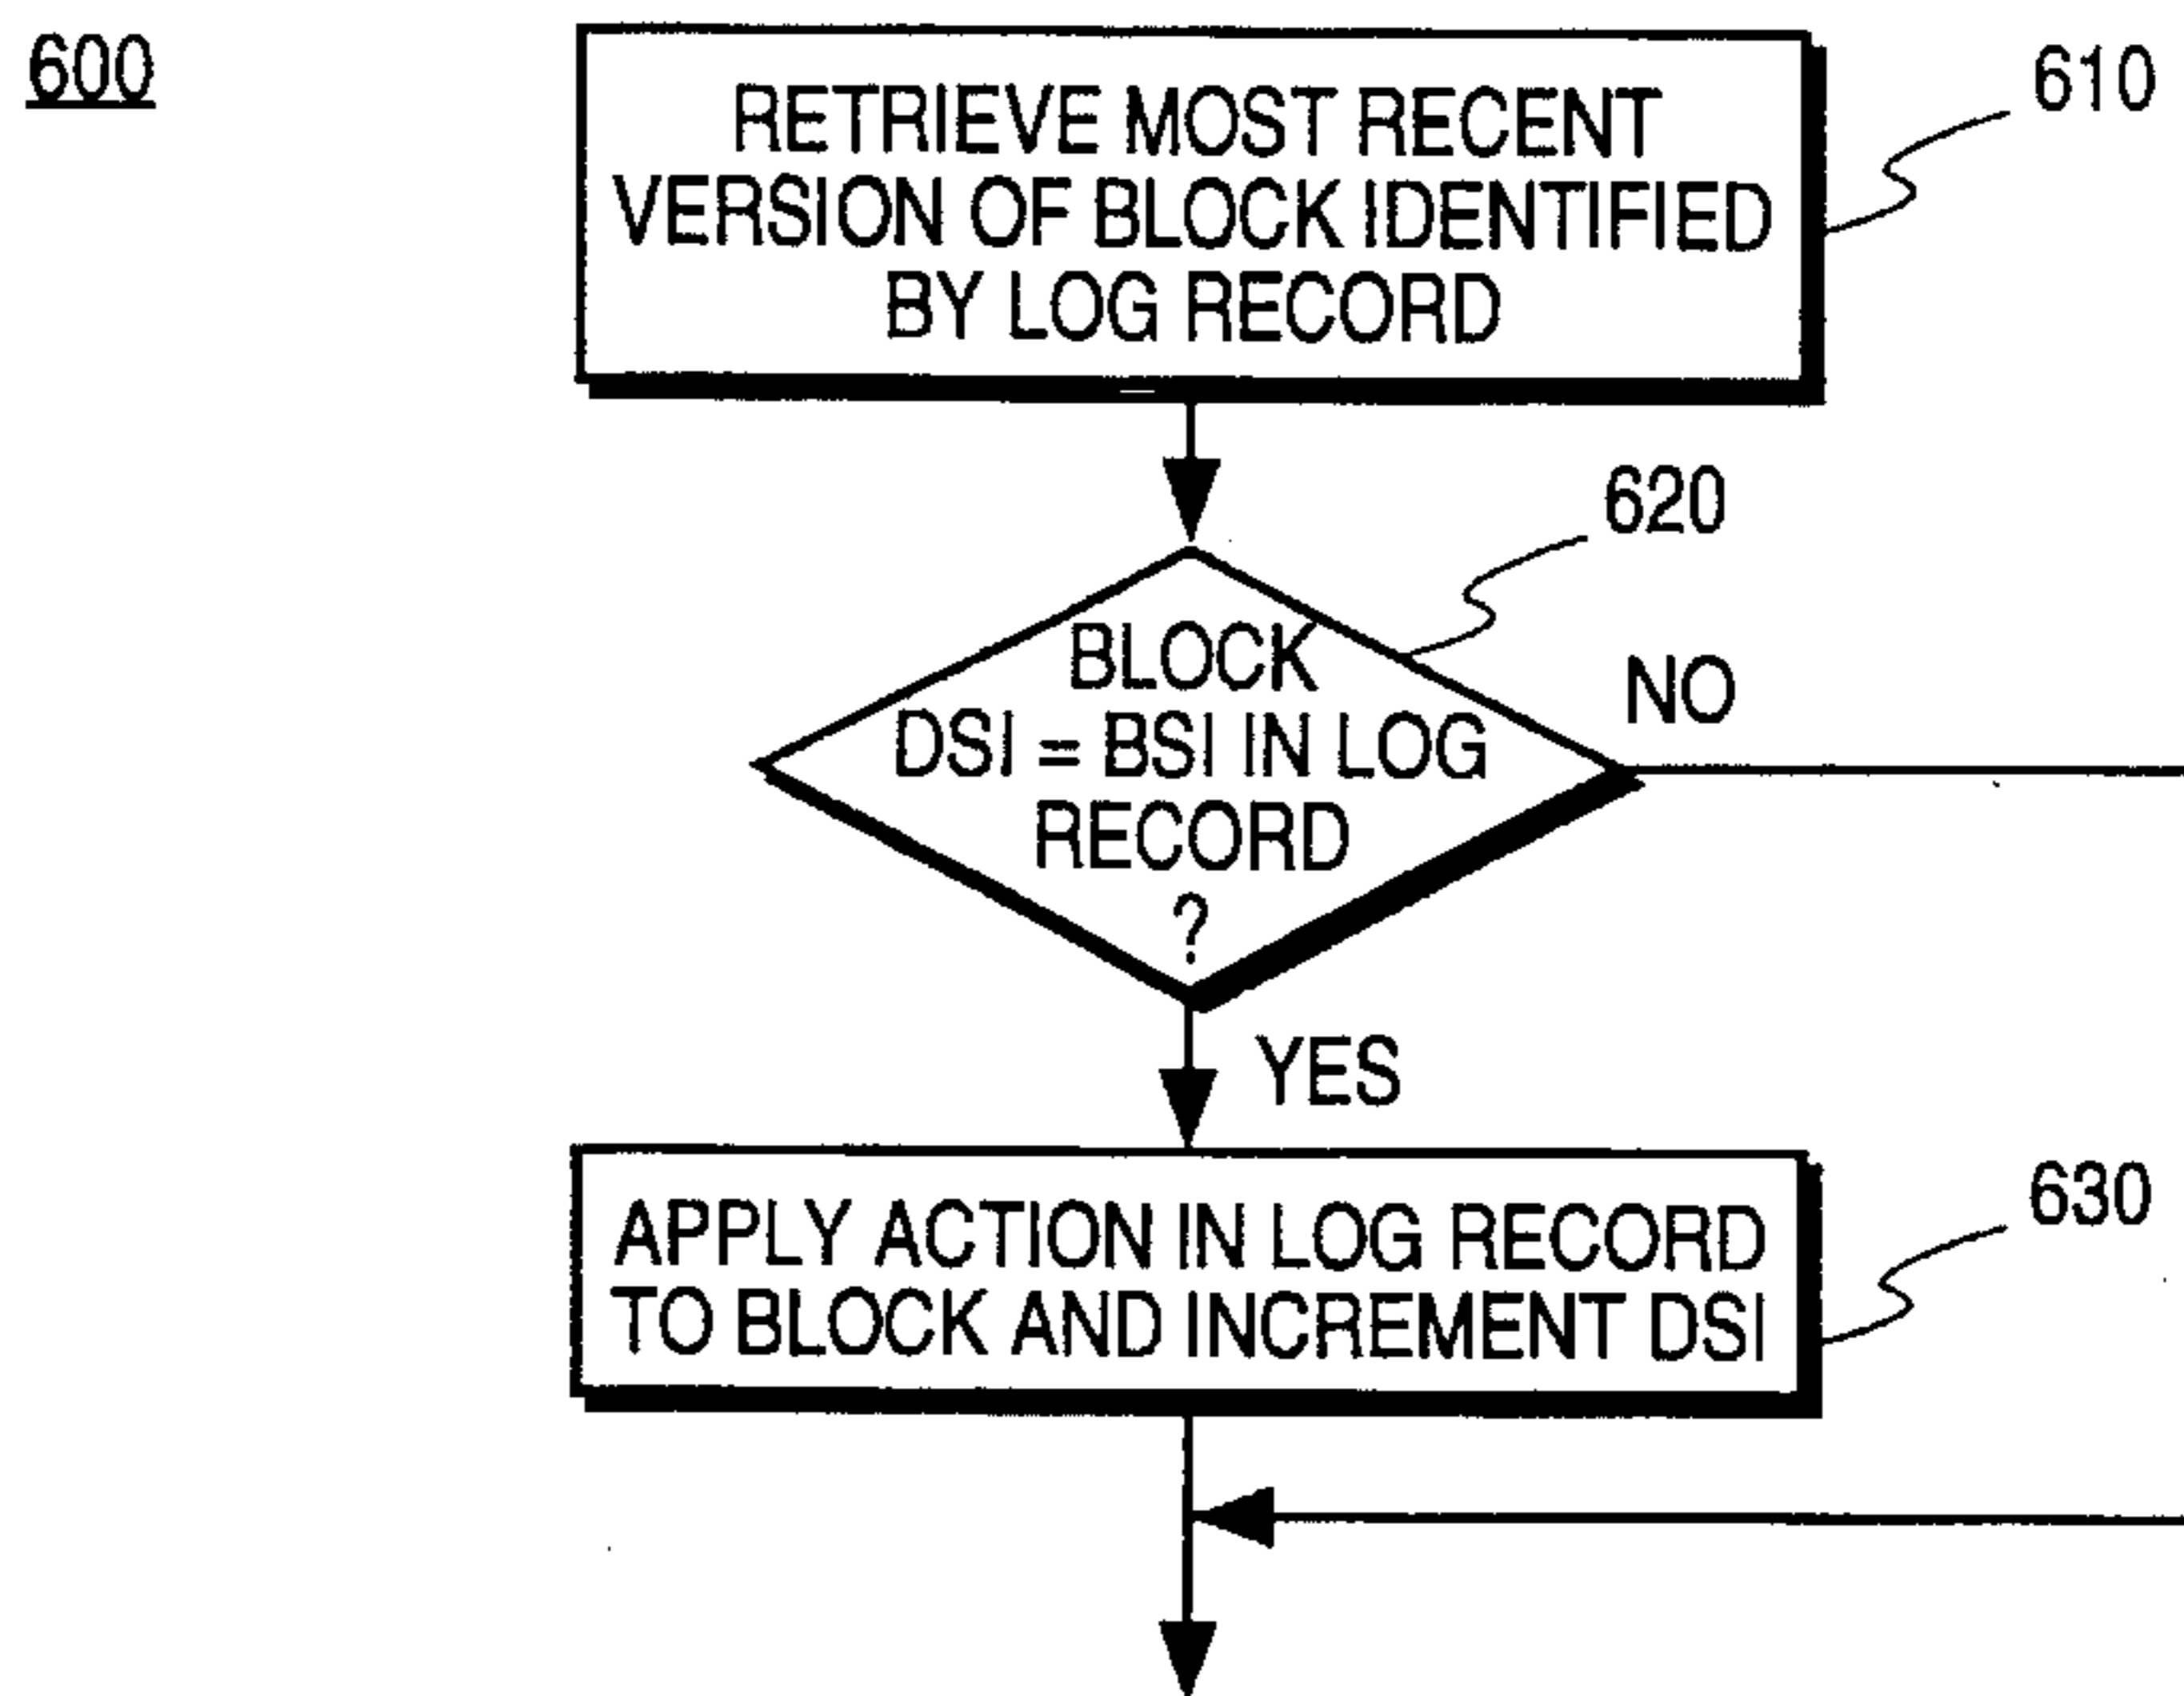 600
RETRIEVE MOST RECENT
VERSION OF BLOCK IDENTIFIED
BY LOG RECORD
610
620
BLOCK
DSI = BSI IN LOG
RECORD
?
NO
YES
APPLY ACTION IN LOG RECORD
TO BLOCK AND INCREMENT DSI
630